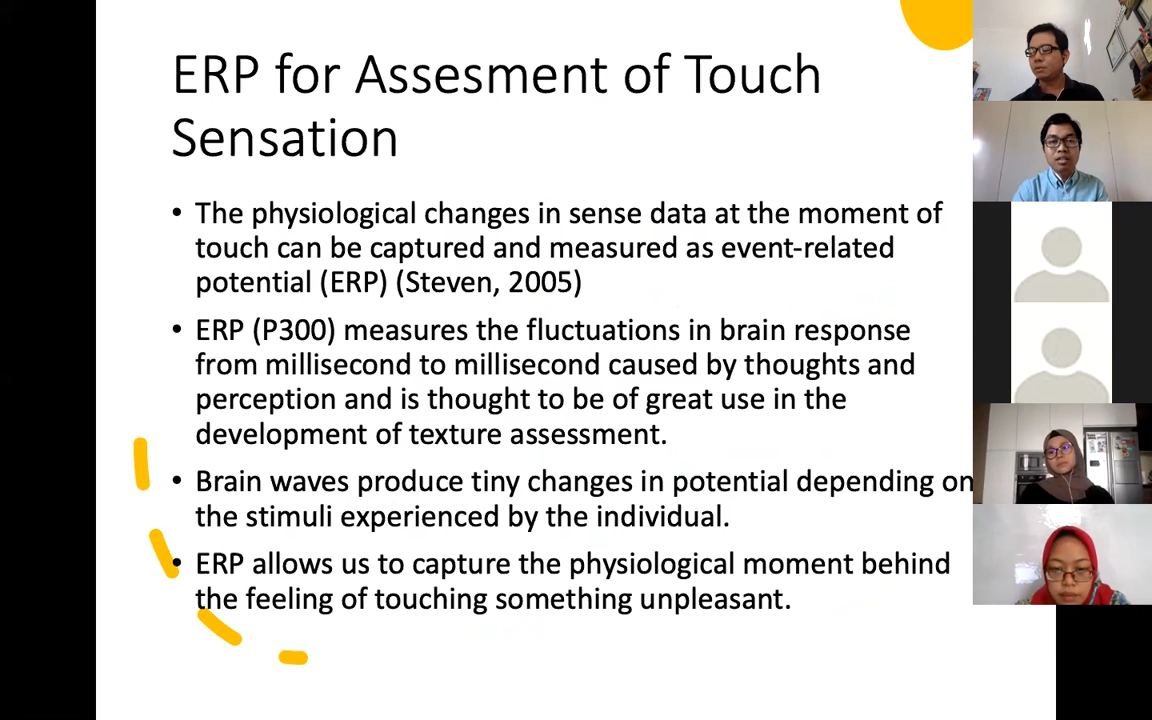 ERP for Assesment of Touch
Sensation
• The physiological changes in sense data at the moment of
touch can be captured and measured as event-related
potential (ERP) (Steven, 2005)
• ERP (P300) measures the fluctuations in brain response
from millisecond to millisecond caused by thoughts and
perception and is thought to be of great use in the
development of texture assessment.
• Brain waves produce tiny changes in potential depending on
the stimuli experienced by the individual.
• ERP allows us to capture the physiological moment behind
the feeling of touching something unpleasant.